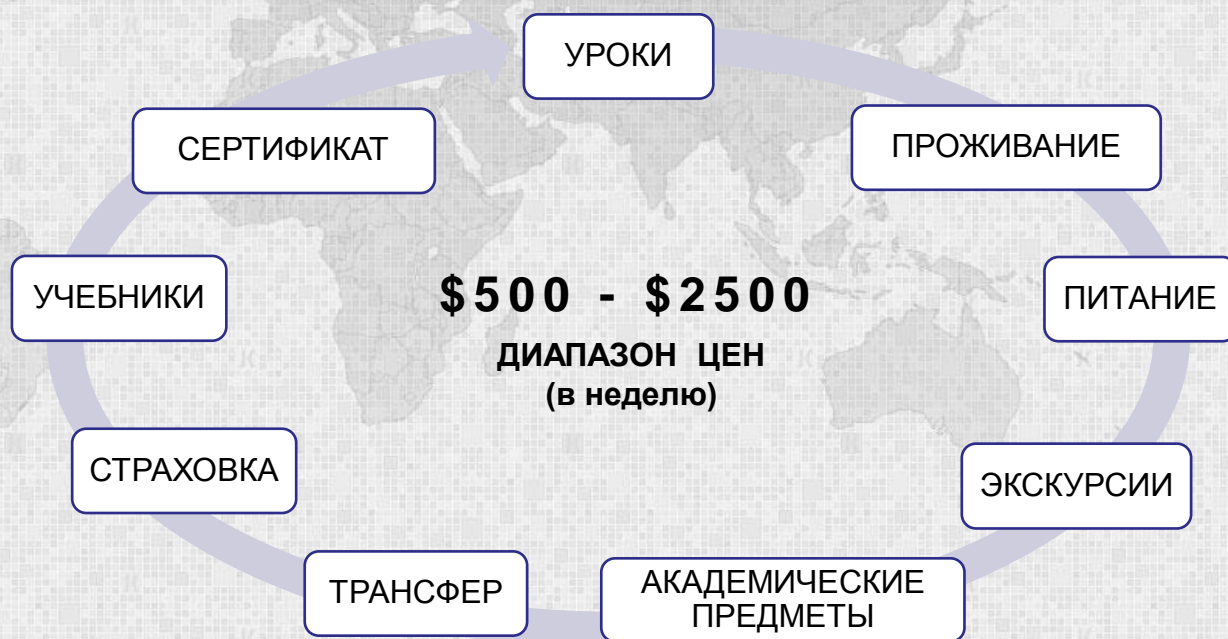 УРОКИ
ПРОЖИВАНИЕ
ПИТАНИЕ
ЭКСКУРСИИ
АКАДЕМИЧЕСКИЕ
ПРЕДМЕТЫ
ТРАНСФЕР
СТРАХОВКА
УЧЕБНИКИ
СЕРТИФИКАТ
$500 - $2500
ДИАПАЗОН ЦЕН
(в неделю)